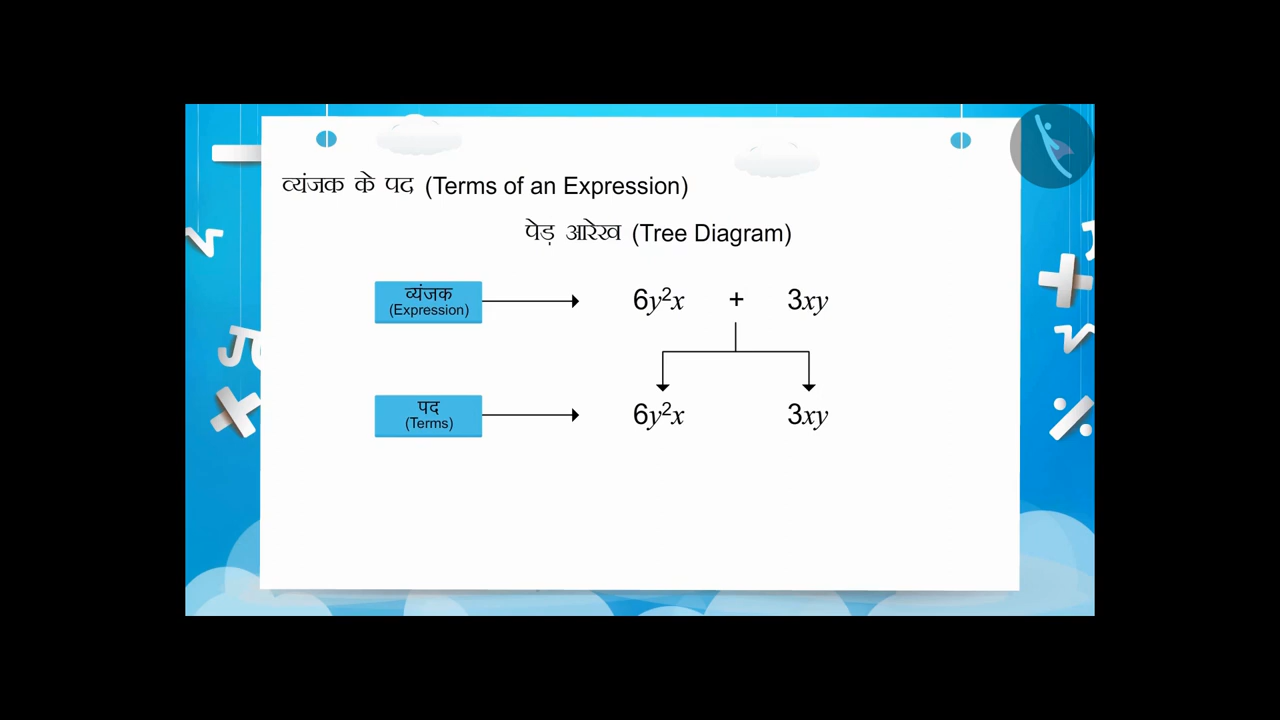 व्यंजक के पद (Terms of an Expression)
पेड़ आरेख (Tree Diagram)
व्यंजक
(Expression)
6y²x + 3xy
पद
(Terms)
6y²x 3xy